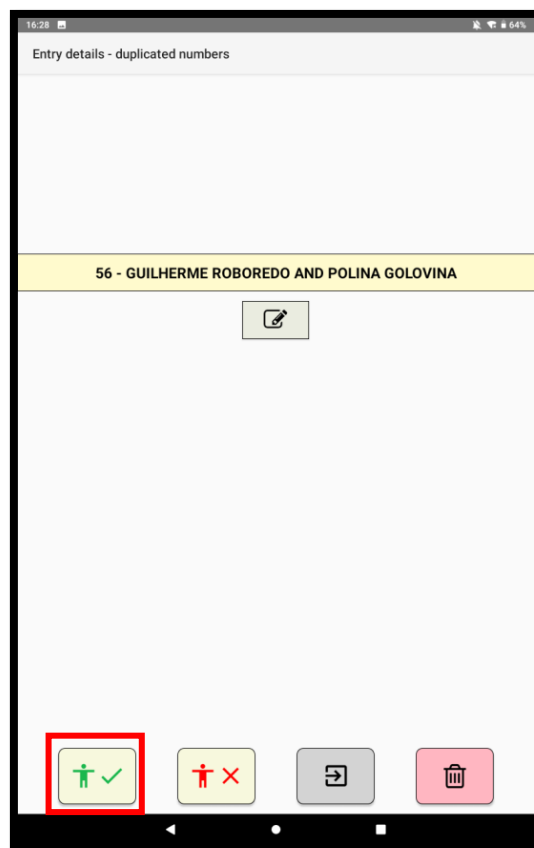 16:28
64%
Entry details - duplicated numbers
56 - GUILHERME ROBOREDO AND POLINA GOLOVINA